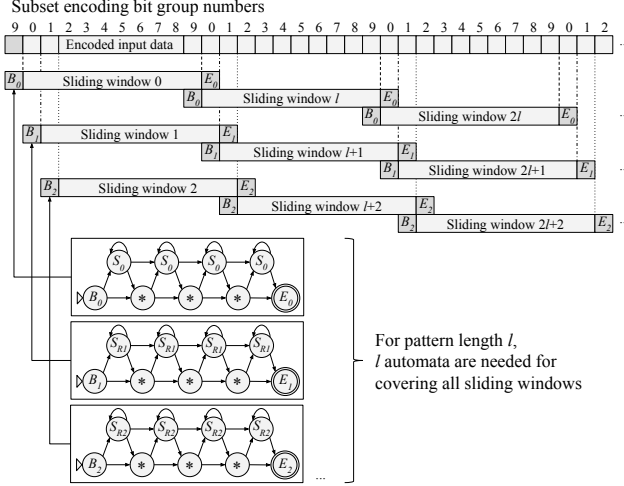 Subset encoding bit group numbers
9 0 1 2 3 4 5 6 7 8 9 0 1 2 3 4 5 6 7 8 9 0 1 2 3 4 5 6 7 8 9 0 1 2
Encoded input data
B0 Sliding window 0 E0
B0 Sliding window l E0
B0 Sliding window 2l E0
B1 Sliding window 1 E1
B1 Sliding window l+1 E1
B1 Sliding window 2l+1 E1
B2 Sliding window 2 E2
B2 Sliding window l+2 E2
B2 Sliding window 2l+2 E2
S0 S0 S0 S0
B0 * * * E0
SR1 SR1 SR1 SR1
B1 * * * E1
SR2 SR2 SR2 SR2
B2 * * * E2
...
For pattern length l,
l automata are needed for
covering all sliding windows